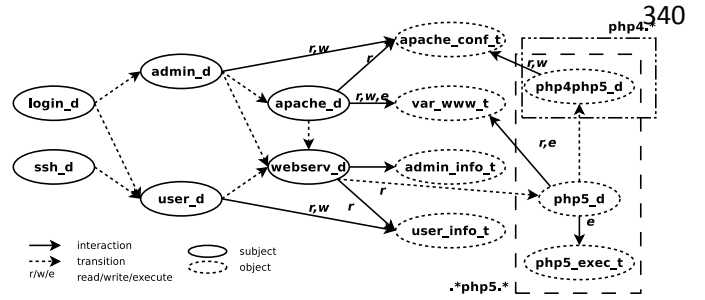 340
php4.*
r,w
apache_conf_t
r
r,w
admin_d
php4php5_d
login_d
apache_d
r,w,e
var_www_t
r,e
ssh_d
webserv_d
admin_info_t
r
user_d
r
php5_d
r,w
user_info_t
e
interaction
subject
transition
object
php5_exec_t
r/w/e
read/write/execute
.*php5.*